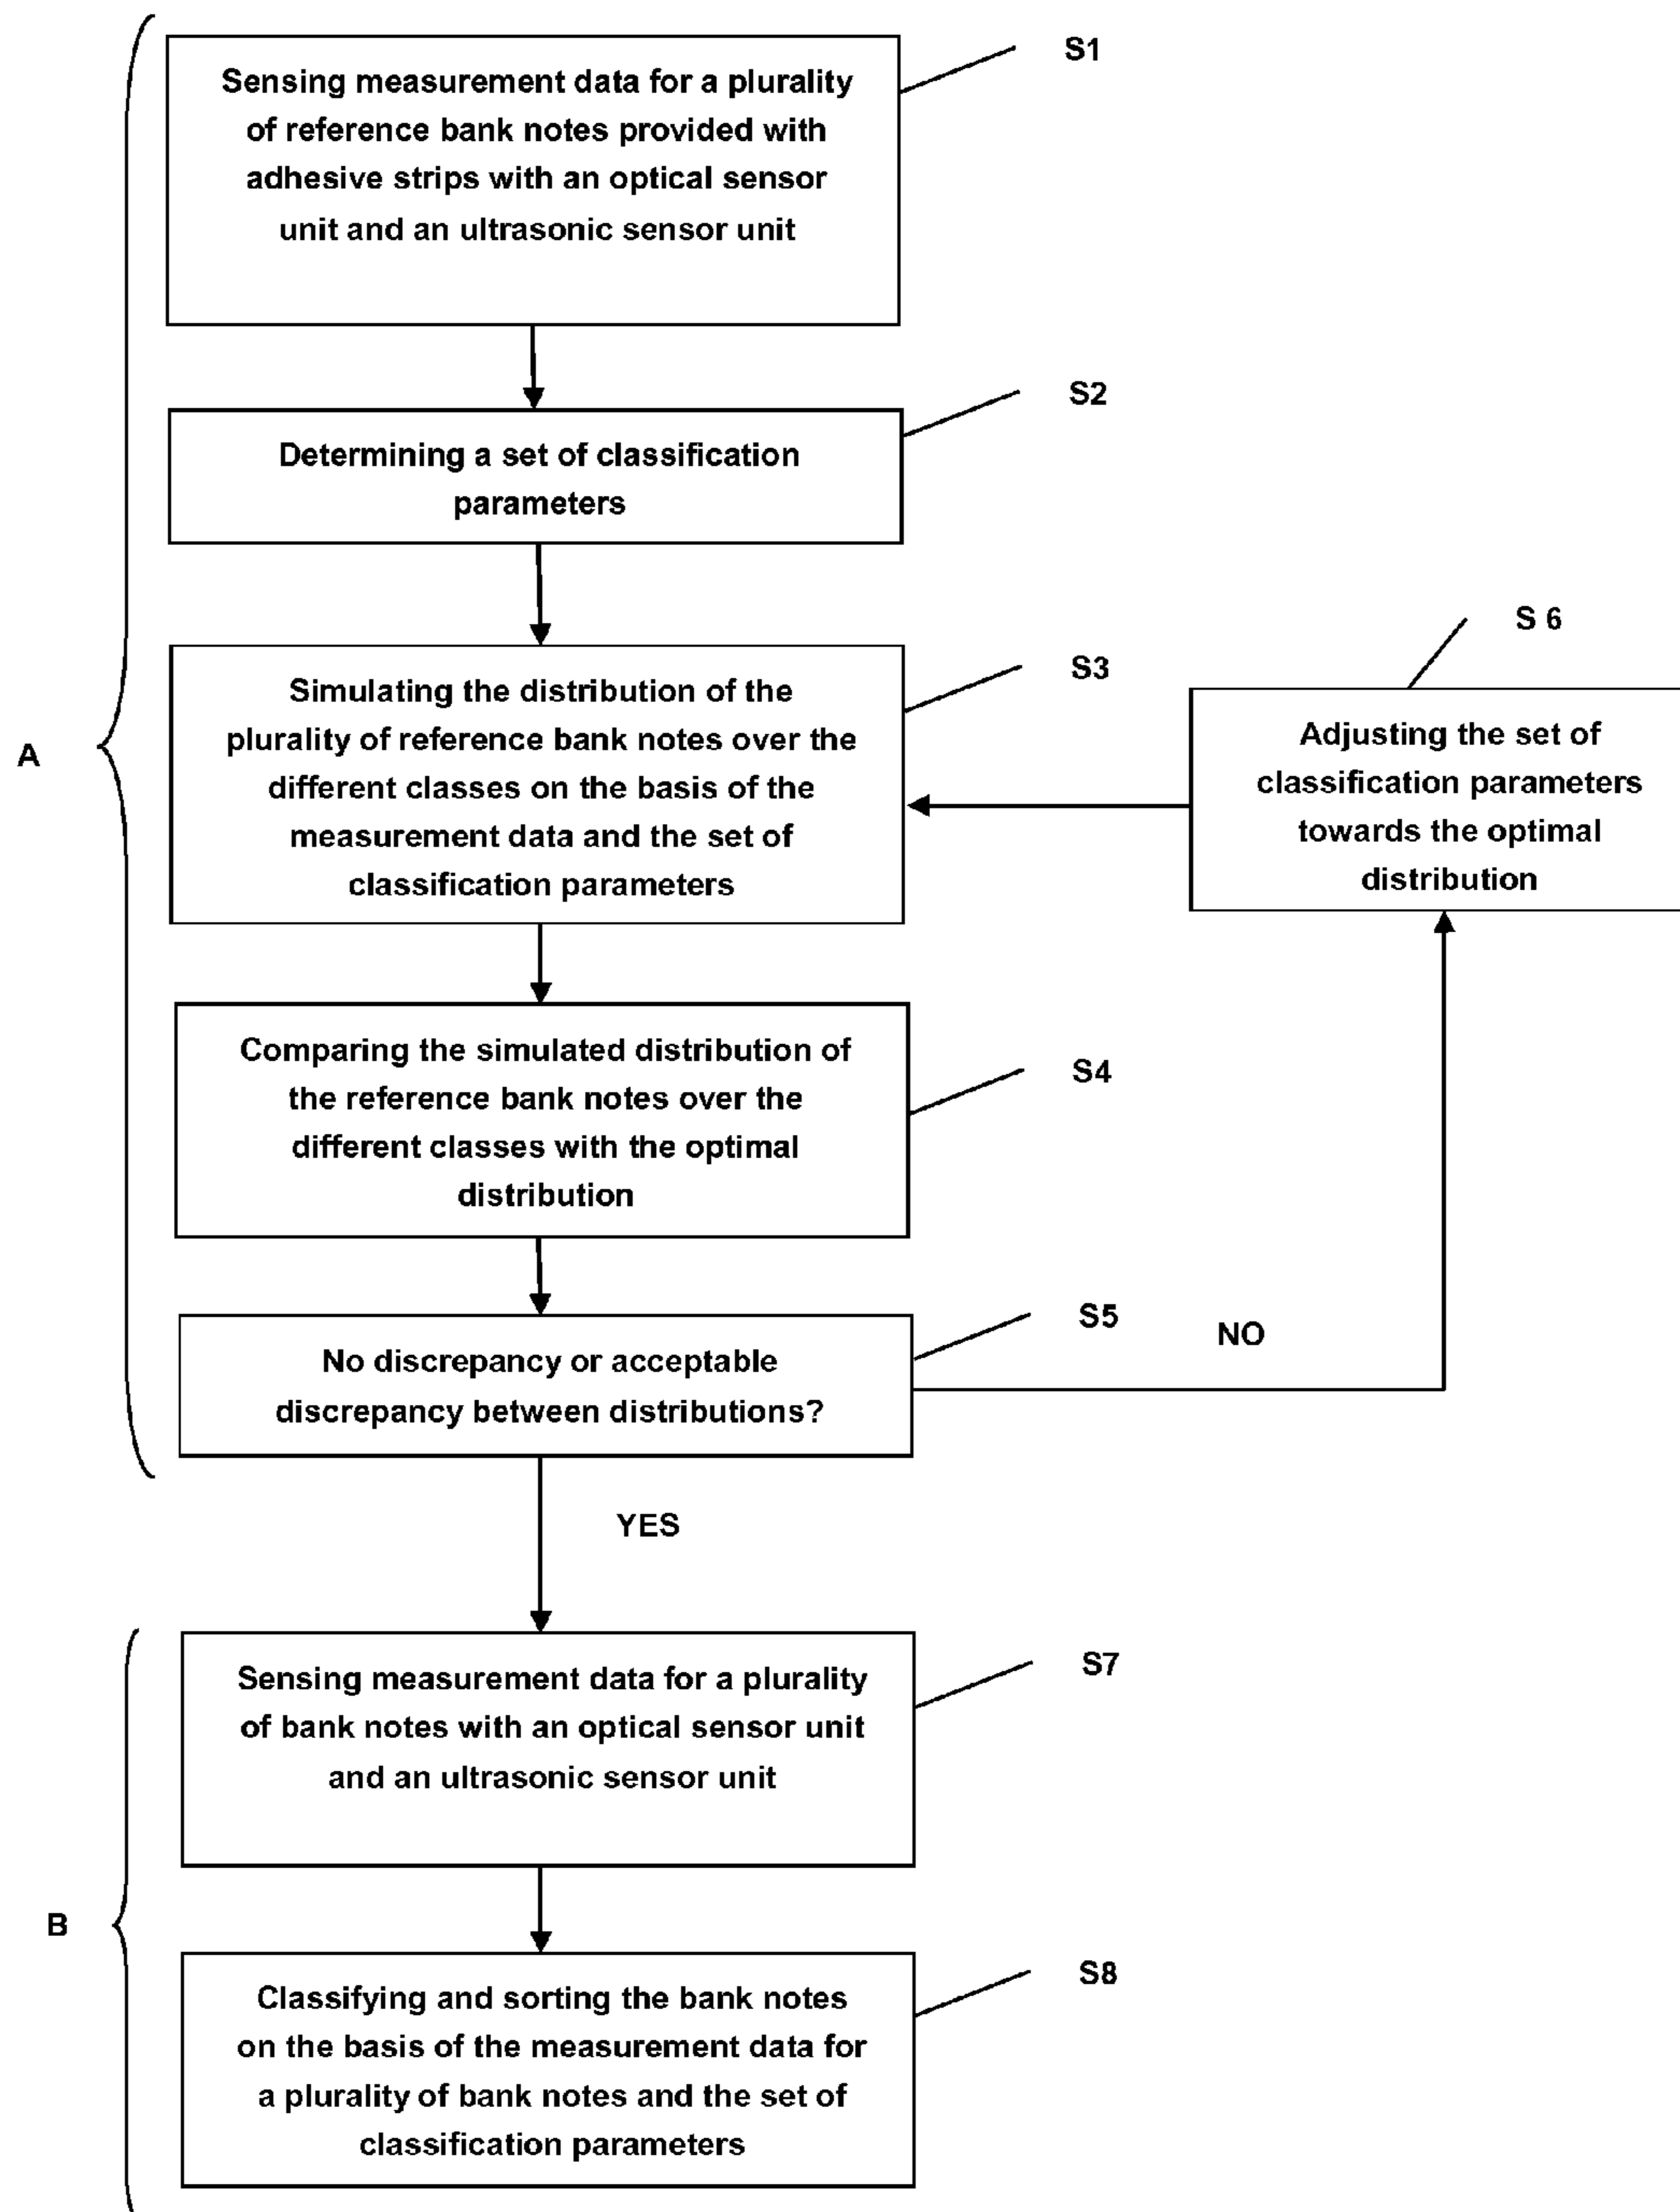 Sensing measurement data for a plurality
of reference bank notes provided with
adhesive strips with an optical sensor
unit and an ultrasonic sensor unit
S1
Determining a set of classification
parameters
S2
Simulating the distribution of the
plurality of reference bank notes over the
different classes on the basis of the
measurement data and the set of
classification parameters
S3
S 6
Adjusting the set of
classification parameters
towards the optimal
distribution
A
Comparing the simulated distribution of
the reference bank notes over the
different classes with the optimal
distribution
S4
No discrepancy or acceptable
discrepancy between distributions?
S5
NO
YES
Sensing measurement data for a plurality
of bank notes with an optical sensor unit
and an ultrasonic sensor unit
S7
B
Classifying and sorting the bank notes
on the basis of the measurement data for
a plurality of bank notes and the set of
classification parameters
S8